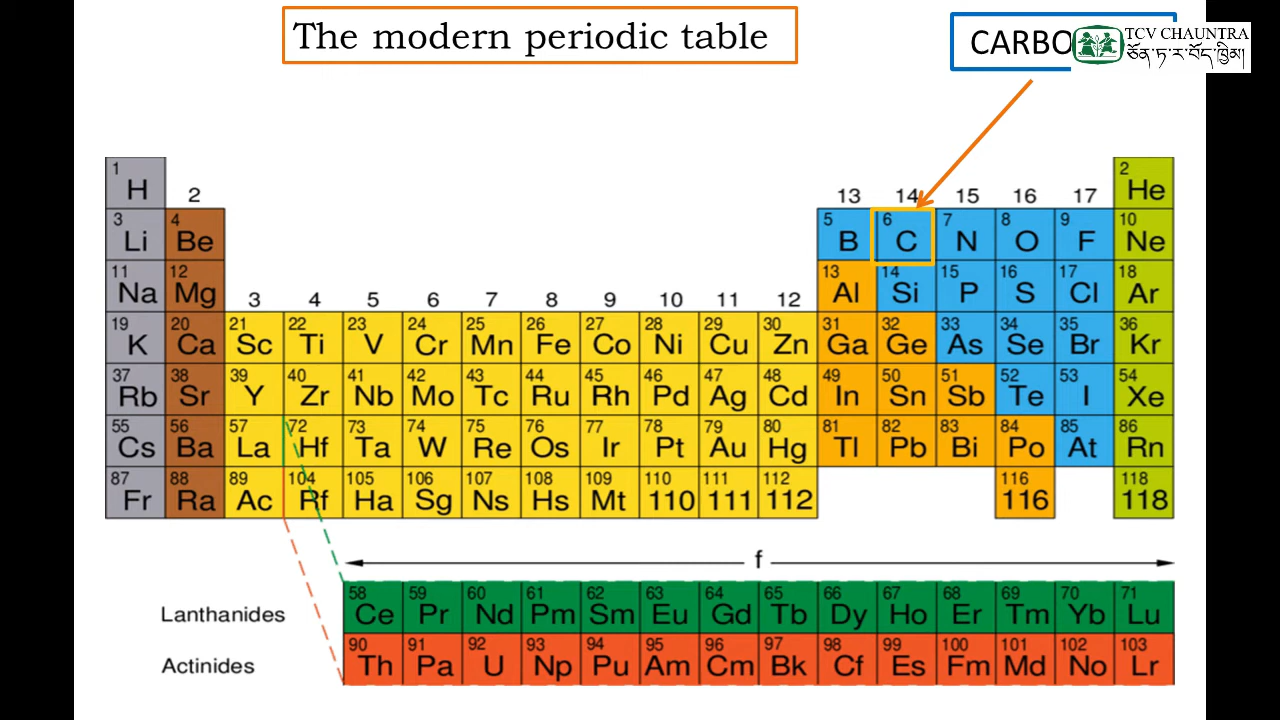 The modern periodic table
CARBO
TCV CHAUNTRA
ཙོན་ཏ་ར་བོད་ཁྱིམ།
1 2
H 2 13 14 15 16 17 He
3 4 5 6 7 8 9 10
Li Be B C N O F Ne
11 12 13 14 15 16 17 18
Na Mg 3 4 5 6 7 8 9 10 11 12 Al Si P S Cl Ar
19 20 21 22 23 24 25 26 27 28 29 30 31 32 33 34 35 36
K Ca Sc Ti V Cr Mn Fe Co Ni Cu Zn Ga Ge As Se Br Kr
37 38 39 40 41 42 43 44 45 46 47 48 49 50 51 52 53 54
Rb Sr Y Zr Nb Mo Tc Ru Rh Pd Ag Cd In Sn Sb Te I Xe
55 56 57 72 73 74 75 76 77 78 79 80 81 82 83 84 85 86
Cs Ba La Hf Ta W Re Os Ir Pt Au Hg Tl Pb Bi Po At Rn
87 88 89 104 105 106 107 108 109 110 111 112 116 118
Fr Ra Ac Rf Ha Sg Ns Hs Mt 110 111 112 116 118
f
58 59 60 61 62 63 64 65 66 67 68 69 70 71
Lanthanides Ce Pr Nd Pm Sm Eu Gd Tb Dy Ho Er Tm Yb Lu
90 91 92 93 94 95 96 97 98 99 100 101 102 103
Actinides Th Pa U Np Pu Am Cm Bk Cf Es Fm Md No Lr